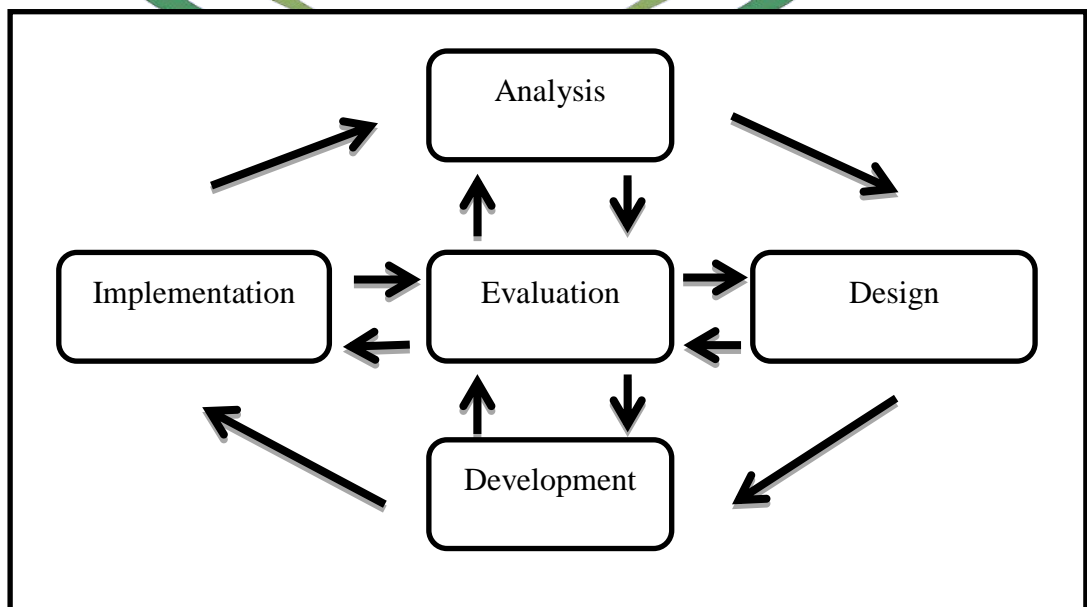 Analysis
Implementation
Evaluation
Design
Development